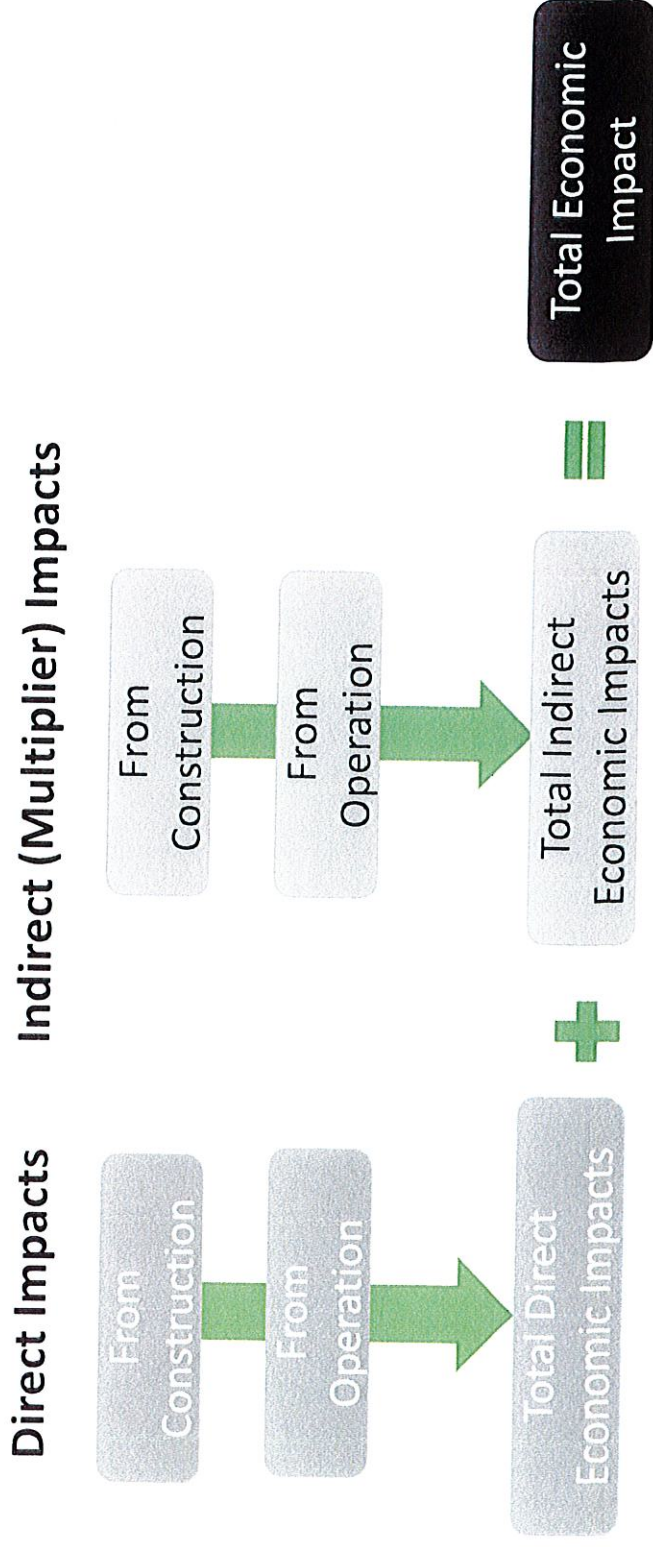 Direct Impacts
From
Construction
From
Operation
Total Direct
Economic Impacts
Indirect (Multiplier) Impacts
From
Construction
From
Operation
Total Indirect
Economic Impacts
Total Economic
Impact